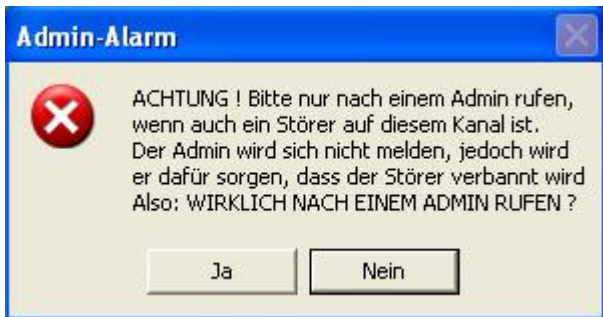 Admin-Alarm
ACHTUNG ! Bitte nur nach einem Admin rufen,
wenn auch ein Störer auf diesem Kanal ist.
Der Admin wird sich nicht melden, jedoch wird
er dafür sorgen, dass der Störer verbannt wird
Also: WIRKLICH NACH EINEM ADMIN RUFEN ?
Ja
Nein